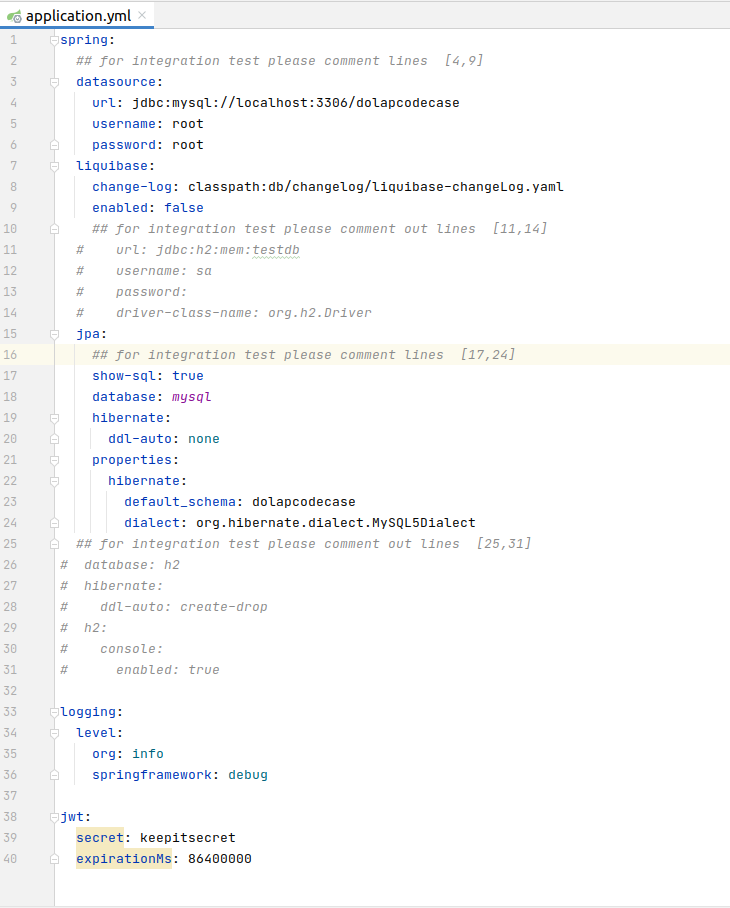 application.yml
1 spring:
2   ## for integration test please comment lines  [4,9]
3   datasource:
4     url: jdbc:mysql://localhost:3306/dolapcodecase
5     username: root
6     password: root
7   liquibase:
8     change-log: classpath:db/changelog/liquibase-changeLog.yaml
9     enabled: false
10     ## for integration test please comment out lines  [11,14]
11   #    url: jdbc:h2:mem:testdb
12   #    username: sa
13   #    password:
14   #    driver-class-name: org.h2.Driver
15   jpa:
16     ## for integration test please comment lines  [17,24]
17     show-sql: true
18     database: mysql
19     hibernate:
20       ddl-auto: none
21     properties:
22       hibernate:
23         default_schema: dolapcodecase
24         dialect: org.hibernate.dialect.MySQL5Dialect
25   ## for integration test please comment out lines  [25,31]
26 #  database: h2
27 #  hibernate:
28 #    ddl-auto: create-drop
29 #  h2:
30 #    console:
31 #      enabled: true
32
33 logging:
34   level:
35     org: info
36     springframework: debug
37
38 jwt:
39   secret: keepitsecret
40   expirationMs: 86400000